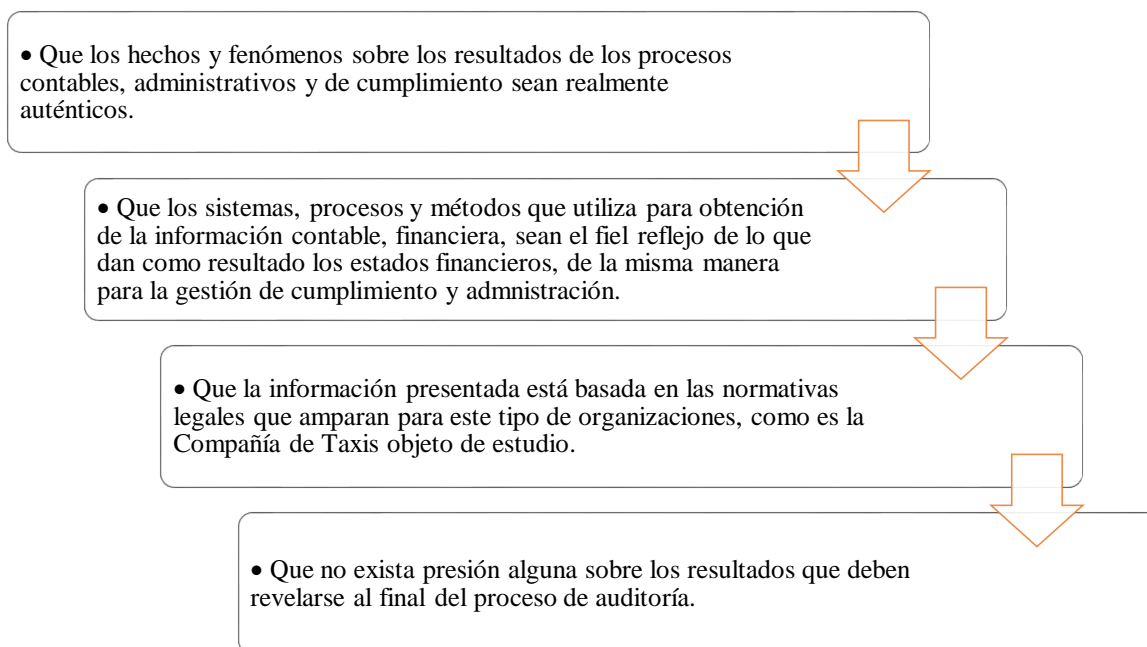 • Que los hechos y fenómenos sobre los resultados de los procesos
contables, administrativos y de cumplimiento sean realmente
auténticos.
• Que los sistemas, procesos y métodos que utiliza para obtención
de la información contable, financiera, sean el fiel reflejo de lo que
dan como resultado los estados financieros, de la misma manera
para la gestión de cumplimiento y admnistración.
• Que la información presentada está basada en las normativas
legales que amparan para este tipo de organizaciones, como es la
Compañía de Taxis objeto de estudio.
• Que no exista presión alguna sobre los resultados que deben
revelarse al final del proceso de auditoría.